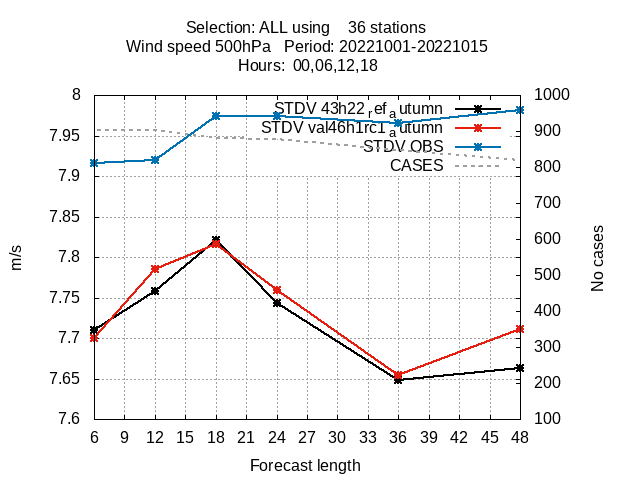 Selection: ALL using 36 stations
Wind speed 500hPa Period: 20221001-20221015
Hours: 00,06,12,18
STDV 43h22refautumn
STDV val46h1rc1autumn
STDV OBS
CASES
8
7.95
7.9
7.85
7.8
7.75
7.7
7.65
7.6
m/s
1000
900
800
700
600
500
400
300
200
100
No cases
6 9 12 15 18 21 24 27 30 33 36 39 42 45 48
Forecast length